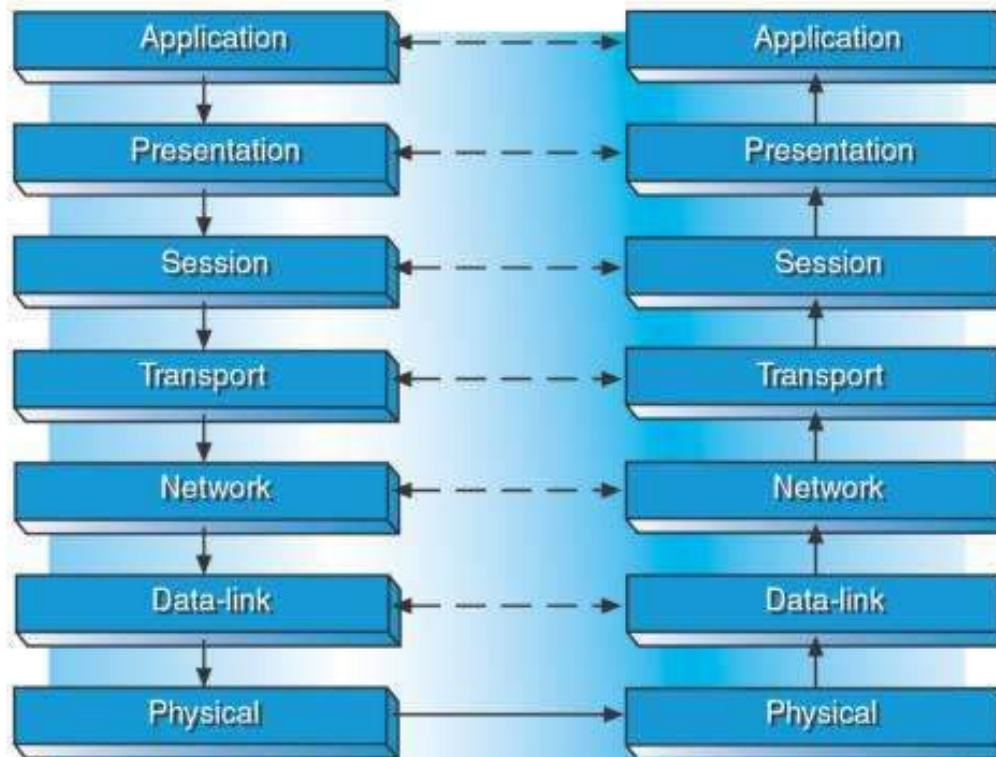 Application Application
Presentation Presentation
Session Session
Transport Transport
Network Network
Data-link Data-link
Physical Physical